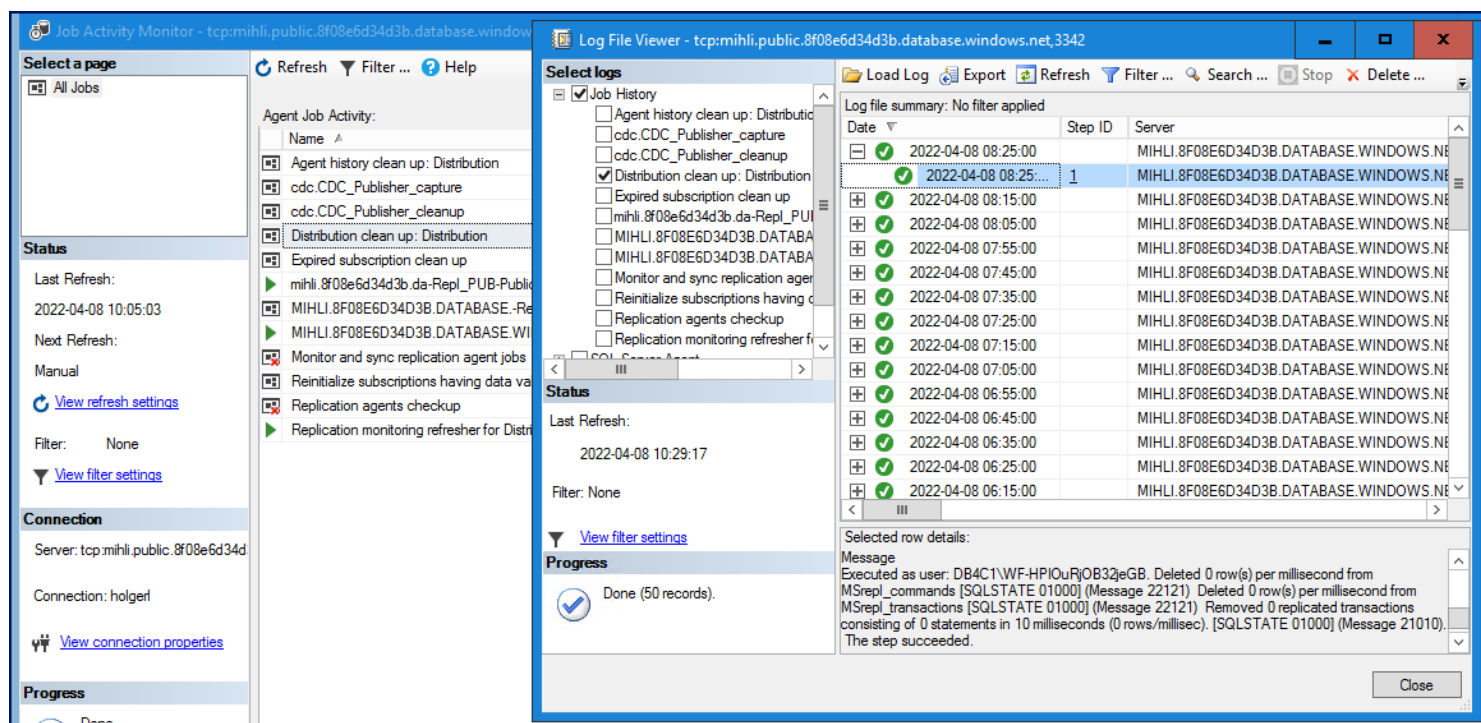 Job Activity Monitor - tcp:mihli.public.8f08e6d34d3b.database.window
Select a page
All Jobs
Status
Last Refresh:
2022-04-08 10:05:03
Next Refresh:
Manual
View refresh settings
Filter: None
View filter settings
Connection
Server: tcp:mihli.public.8f08e6d34d
Connection: holgerl
View connection properties
Progress
Done
Refresh Filter ... Help
Agent Job Activity:
Name
Agent history clean up: Distribution
cdc.CDC_Publisher_capture
cdc.CDC_Publisher_cleanup
Distribution clean up: Distribution
Expired subscription clean up
mihli.8f08e6d34d3b.da-Repl_PUB-Public
MIHLI.8F08E6D34D3B.DATABASE.-Re
MIHLI.8F08E6D34D3B.DATABASE.WI
Monitor and sync replication agent jobs
Reinitialize subscriptions having data va
Replication agents checkup
Replication monitoring refresher for Distri
Log File Viewer - tcp:mihli.public.8f08e6d34d3b.database.windows.net,3342
Select logs
Job History
Agent history clean up: Distributic
cdc.CDC_Publisher_capture
cdc.CDC_Publisher_cleanup
Distribution clean up: Distribution
Expired subscription clean up
mihli.8f08e6d34d3b.da-Repl_PUI
MIHLI.8F08E6D34D3B.DATABA
MIHLI.8F08E6D34D3B.DATABA
Monitor and sync replication ager
Reinitialize subscriptions having c
Replication agents checkup
Replication monitoring refresher f
SQL Server Agent
Status
Last Refresh:
2022-04-08 10:29:17
Filter: None
View filter settings
Progress
Done (50 records).
Load Log Export Refresh Filter ... Search ... Stop Delete ...
Log file summary: No filter applied
Date Step ID Server
2022-04-08 08:25:00 MIHLI.8F08E6D34D3B.DATABASE.WINDOWS.NE
2022-04-08 08:25:... 1 MIHLI.8F08E6D34D3B.DATABASE.WINDOWS.NE
2022-04-08 08:15:00 MIHLI.8F08E6D34D3B.DATABASE.WINDOWS.NE
2022-04-08 08:05:00 MIHLI.8F08E6D34D3B.DATABASE.WINDOWS.NE
2022-04-08 07:55:00 MIHLI.8F08E6D34D3B.DATABASE.WINDOWS.NE
2022-04-08 07:45:00 MIHLI.8F08E6D34D3B.DATABASE.WINDOWS.NE
2022-04-08 07:35:00 MIHLI.8F08E6D34D3B.DATABASE.WINDOWS.NE
2022-04-08 07:25:00 MIHLI.8F08E6D34D3B.DATABASE.WINDOWS.NE
2022-04-08 07:15:00 MIHLI.8F08E6D34D3B.DATABASE.WINDOWS.NE
2022-04-08 07:05:00 MIHLI.8F08E6D34D3B.DATABASE.WINDOWS.NE
2022-04-08 06:55:00 MIHLI.8F08E6D34D3B.DATABASE.WINDOWS.NE
2022-04-08 06:45:00 MIHLI.8F08E6D34D3B.DATABASE.WINDOWS.NE
2022-04-08 06:35:00 MIHLI.8F08E6D34D3B.DATABASE.WINDOWS.NE
2022-04-08 06:25:00 MIHLI.8F08E6D34D3B.DATABASE.WINDOWS.NE
2022-04-08 06:15:00 MIHLI.8F08E6D34D3B.DATABASE.WINDOWS.NE
Selected row details:
Message
Executed as user: DB4C1\WF-HPIOuRjOB32jeGB. Deleted 0 row(s) per millisecond from
MSrepl_commands [SQLSTATE 01000] (Message 22121) Deleted 0 row(s) per millisecond from
MSrepl_transactions [SQLSTATE 01000] (Message 22121) Removed 0 replicated transactions
consisting of 0 statements in 10 milliseconds (0 rows/millisec). [SQLSTATE 01000] (Message 21010).
The step succeeded.
Close